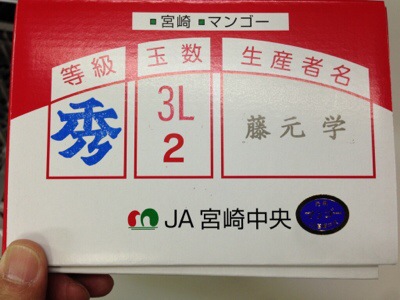 ■宮崎 ■マンゴー
等級 玉数 生産者名
秀 3L 藤元学
2
JA宮崎中央